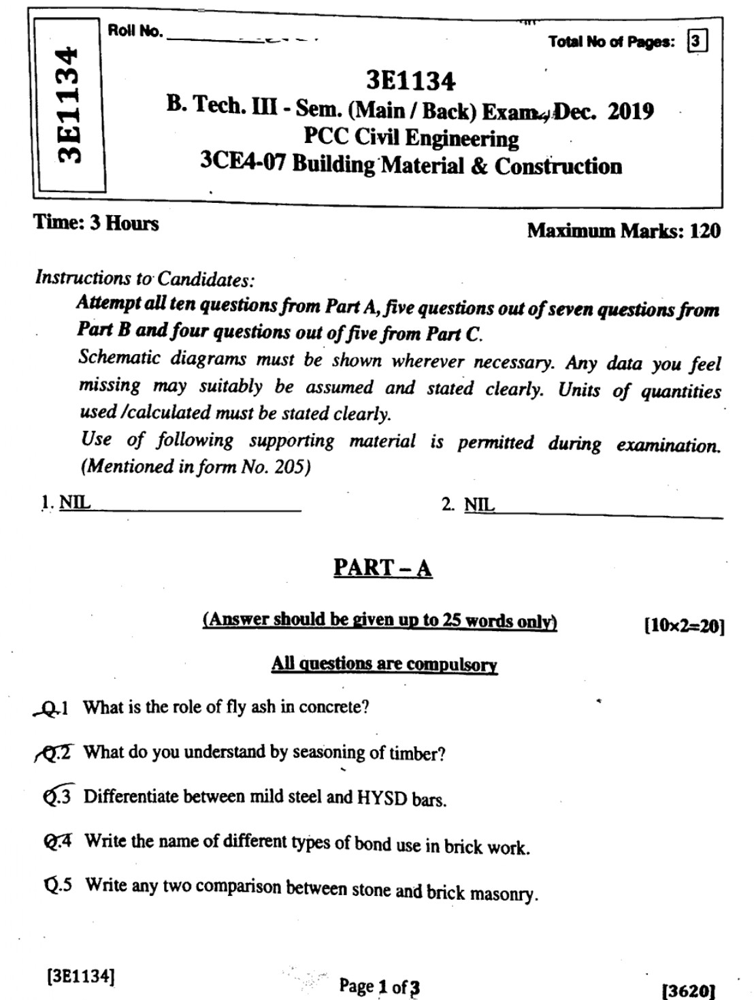 3E1134
Roll No.
Total No of Pages: 3
3E1134
B. Tech. III - Sem. (Main / Back) Exam., Dec. 2019
PCC Civil Engineering
3CE4-07 Building Material & Construction
Time: 3 Hours
Maximum Marks: 120
Instructions to Candidates:
Attempt all ten questions from Part A, five questions out of seven questions from
Part B and four questions out of five from Part C.
Schematic diagrams must be shown wherever necessary. Any data you feel
missing may suitably be assumed and stated clearly. Units of quantities
used /calculated must be stated clearly.
Use of following supporting material is permitted during examination.
(Mentioned in form No. 205)
1. NIL
2. NIL
PART – A
(Answer should be given up to 25 words only)
[10×2=20]
All questions are compulsory
Q.1 What is the role of fly ash in concrete?
Q.2 What do you understand by seasoning of timber?
Q.3 Differentiate between mild steel and HYSD bars.
Q.4 Write the name of different types of bond use in brick work.
Q.5 Write any two comparison between stone and brick masonry.
[3E1134]
Page 1 of 3
[3620]